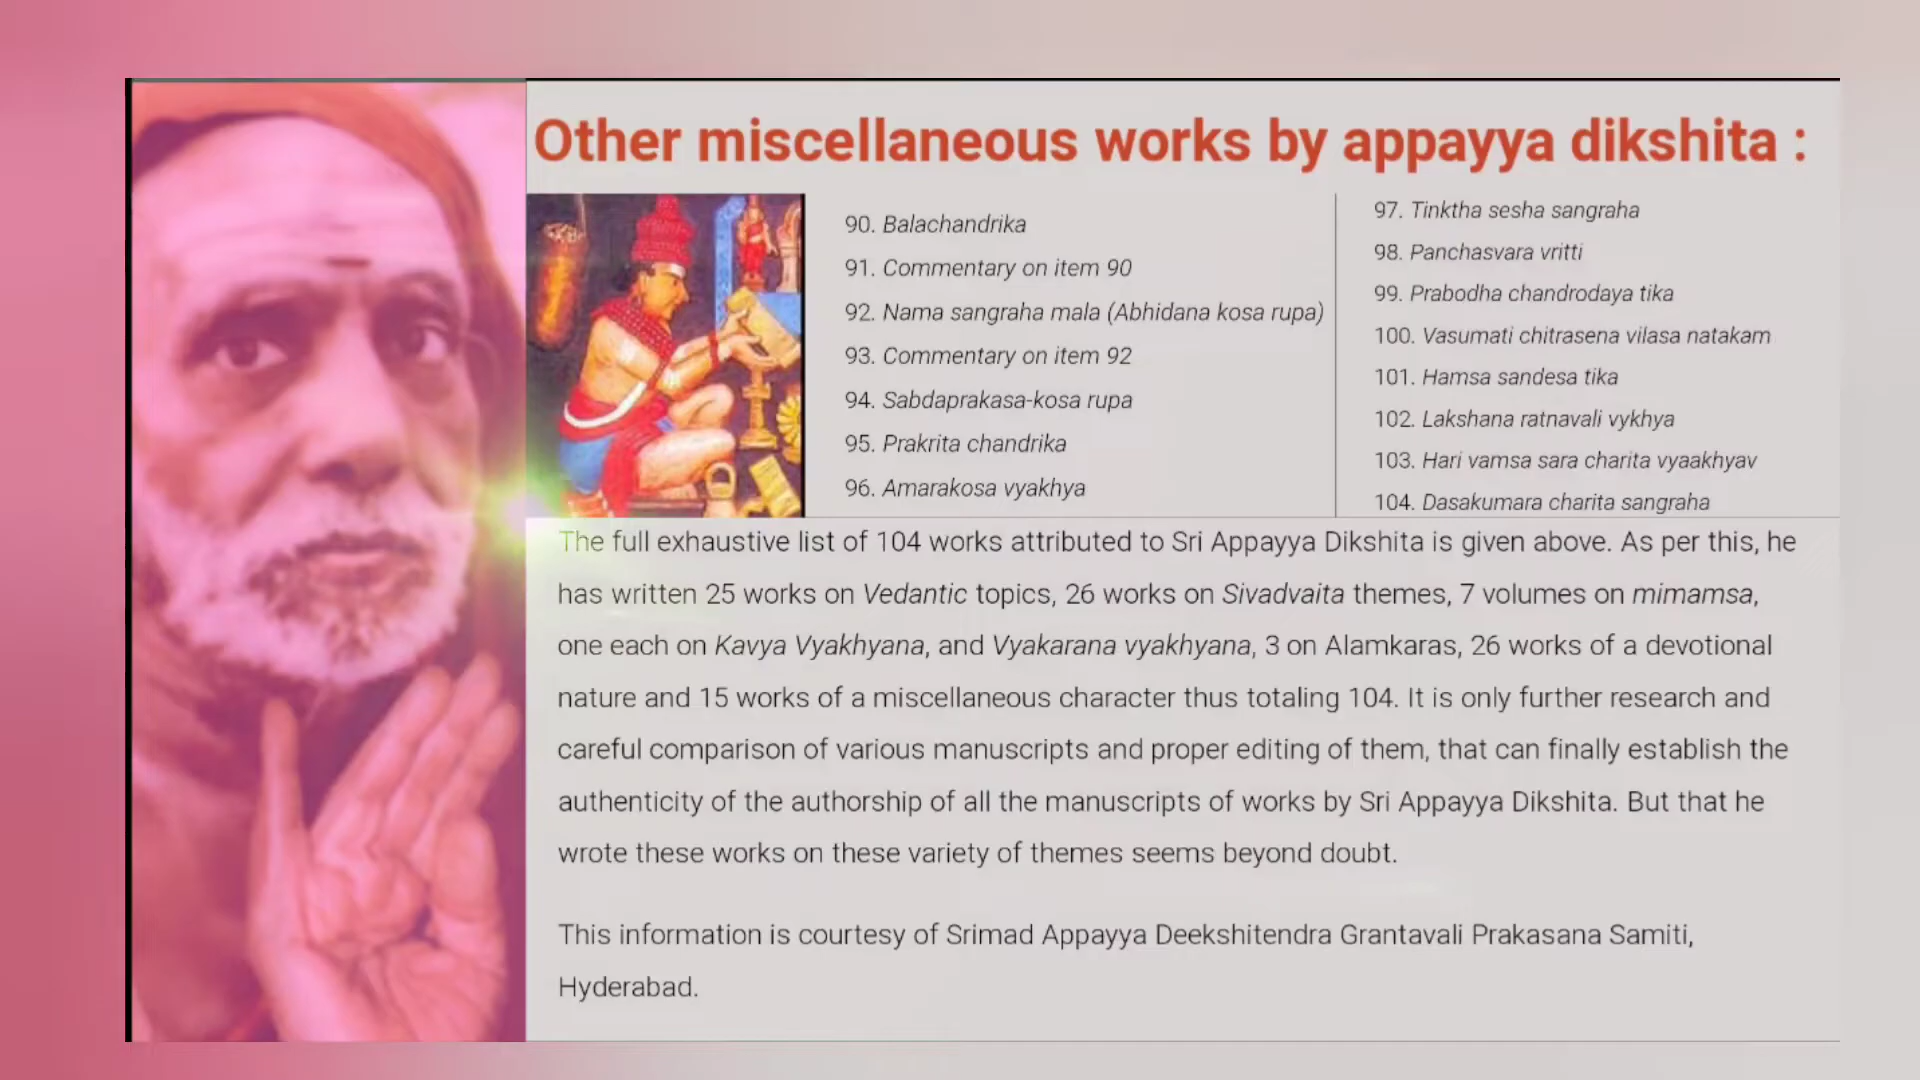 Other miscellaneous works by appayya dikshita :
90. Balachandrika
91. Commentary on item 90
92. Nama sangraha mala (Abhidana kosa rupa)
93. Commentary on item 92
94. Sabdaprakasa-kosa rupa
95. Prakrita chandrika
96. Amarakosa vyakhya
97. Tinktha sesha sangraha
98. Panchasvara vritti
99. Prabodha chandrodaya tika
100. Vasumati chitrasena vilasa natakam
101. Hamsa sandesa tika
102. Lakshana ratnavali vykhya
103. Hari vamsa sara charita vyaakhyav
104. Dasakumara charita sangraha
The full exhaustive list of 104 works attributed to Sri Appayya Dikshita is given above. As per this, he
has written 25 works on Vedantic topics, 26 works on Sivadvaita themes, 7 volumes on mimamsa,
one each on Kavya Vyakhyana, and Vyakarana vyakhyana, 3 on Alamkaras, 26 works of a devotional
nature and 15 works of a miscellaneous character thus totaling 104. It is only further research and
careful comparison of various manuscripts and proper editing of them, that can finally establish the
authenticity of the authorship of all the manuscripts of works by Sri Appayya Dikshita. But that he
wrote these works on these variety of themes seems beyond doubt.
This information is courtesy of Srimad Appayya Deekshitendra Grantavali Prakasana Samiti,
Hyderabad.